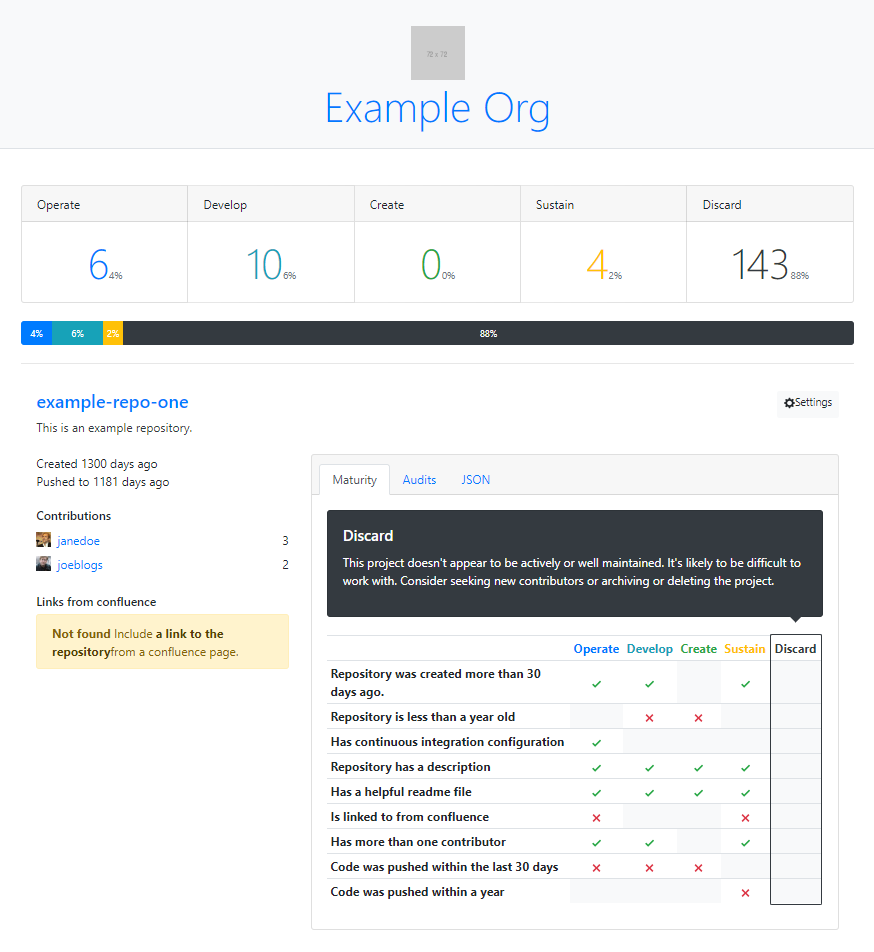 72 x 72
Example Org
Operate Develop Create Sustain Discard
6 4% 10 6% 0 0% 4 2% 143 88%
4% 6% 2% 88%
example-repo-one
Settings
This is an example repository.
Created 1300 days ago
Pushed to 1181 days ago
Contributions
janedoe 3
joeblogs 2
Links from confluence
Not found Include a link to the
repositoryfrom a confluence page.
Maturity Audits JSON
Discard
This project doesn't appear to be actively or well maintained. It's likely to be difficult to
work with. Consider seeking new contributors or archiving or deleting the project.
Operate Develop Create Sustain Discard
Repository was created more than 30
days ago.
Repository is less than a year old
Has continuous integration configuration
Repository has a description
Has a helpful readme file
Is linked to from confluence
Has more than one contributor
Code was pushed within the last 30 days
Code was pushed within a year